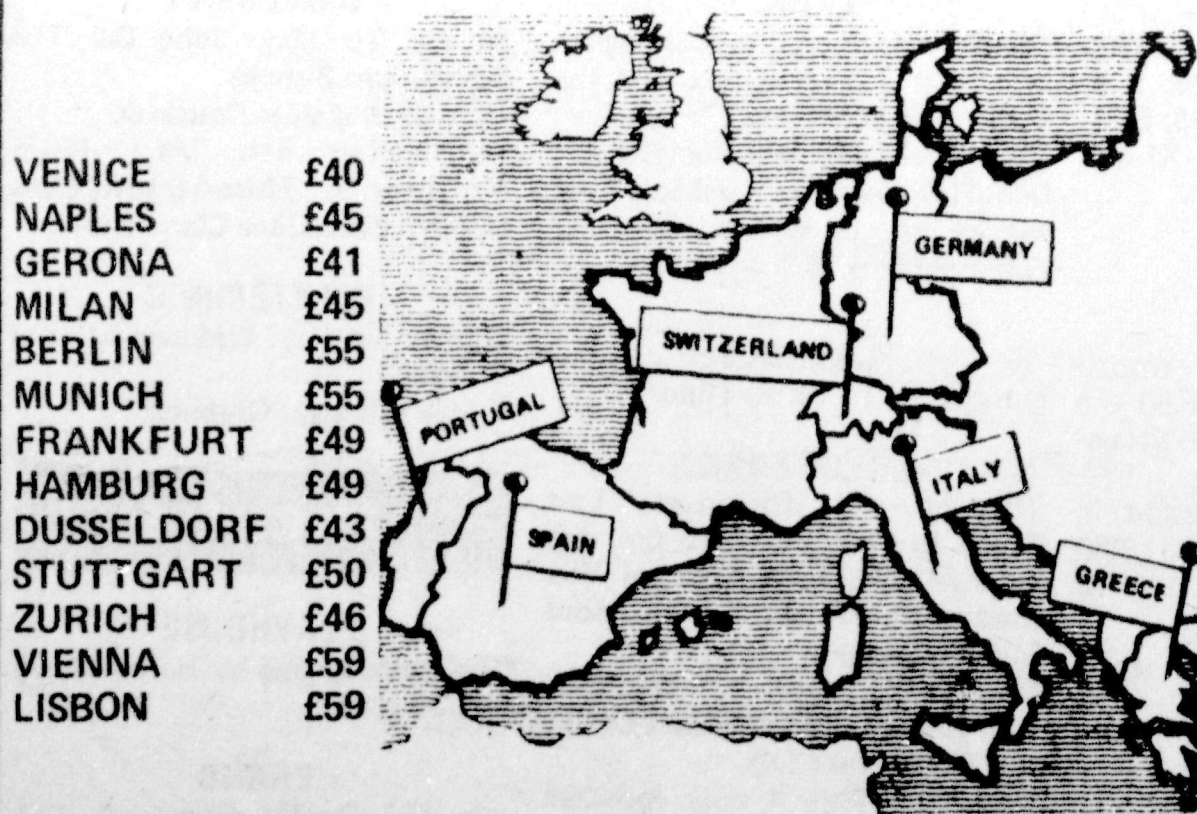 VENICE £40
NAPLES £45
GERONA £41
MILAN £45
BERLIN £55
MUNICH £55
FRANKFURT £49
HAMBURG £49
DUSSELDORF £43
STUTTGART £50
ZURICH £46
VIENNA £59
LISBON £59
GERMANY
SWITZERLAND
PORTUGAL
ITALY
SPAIN
GREECE